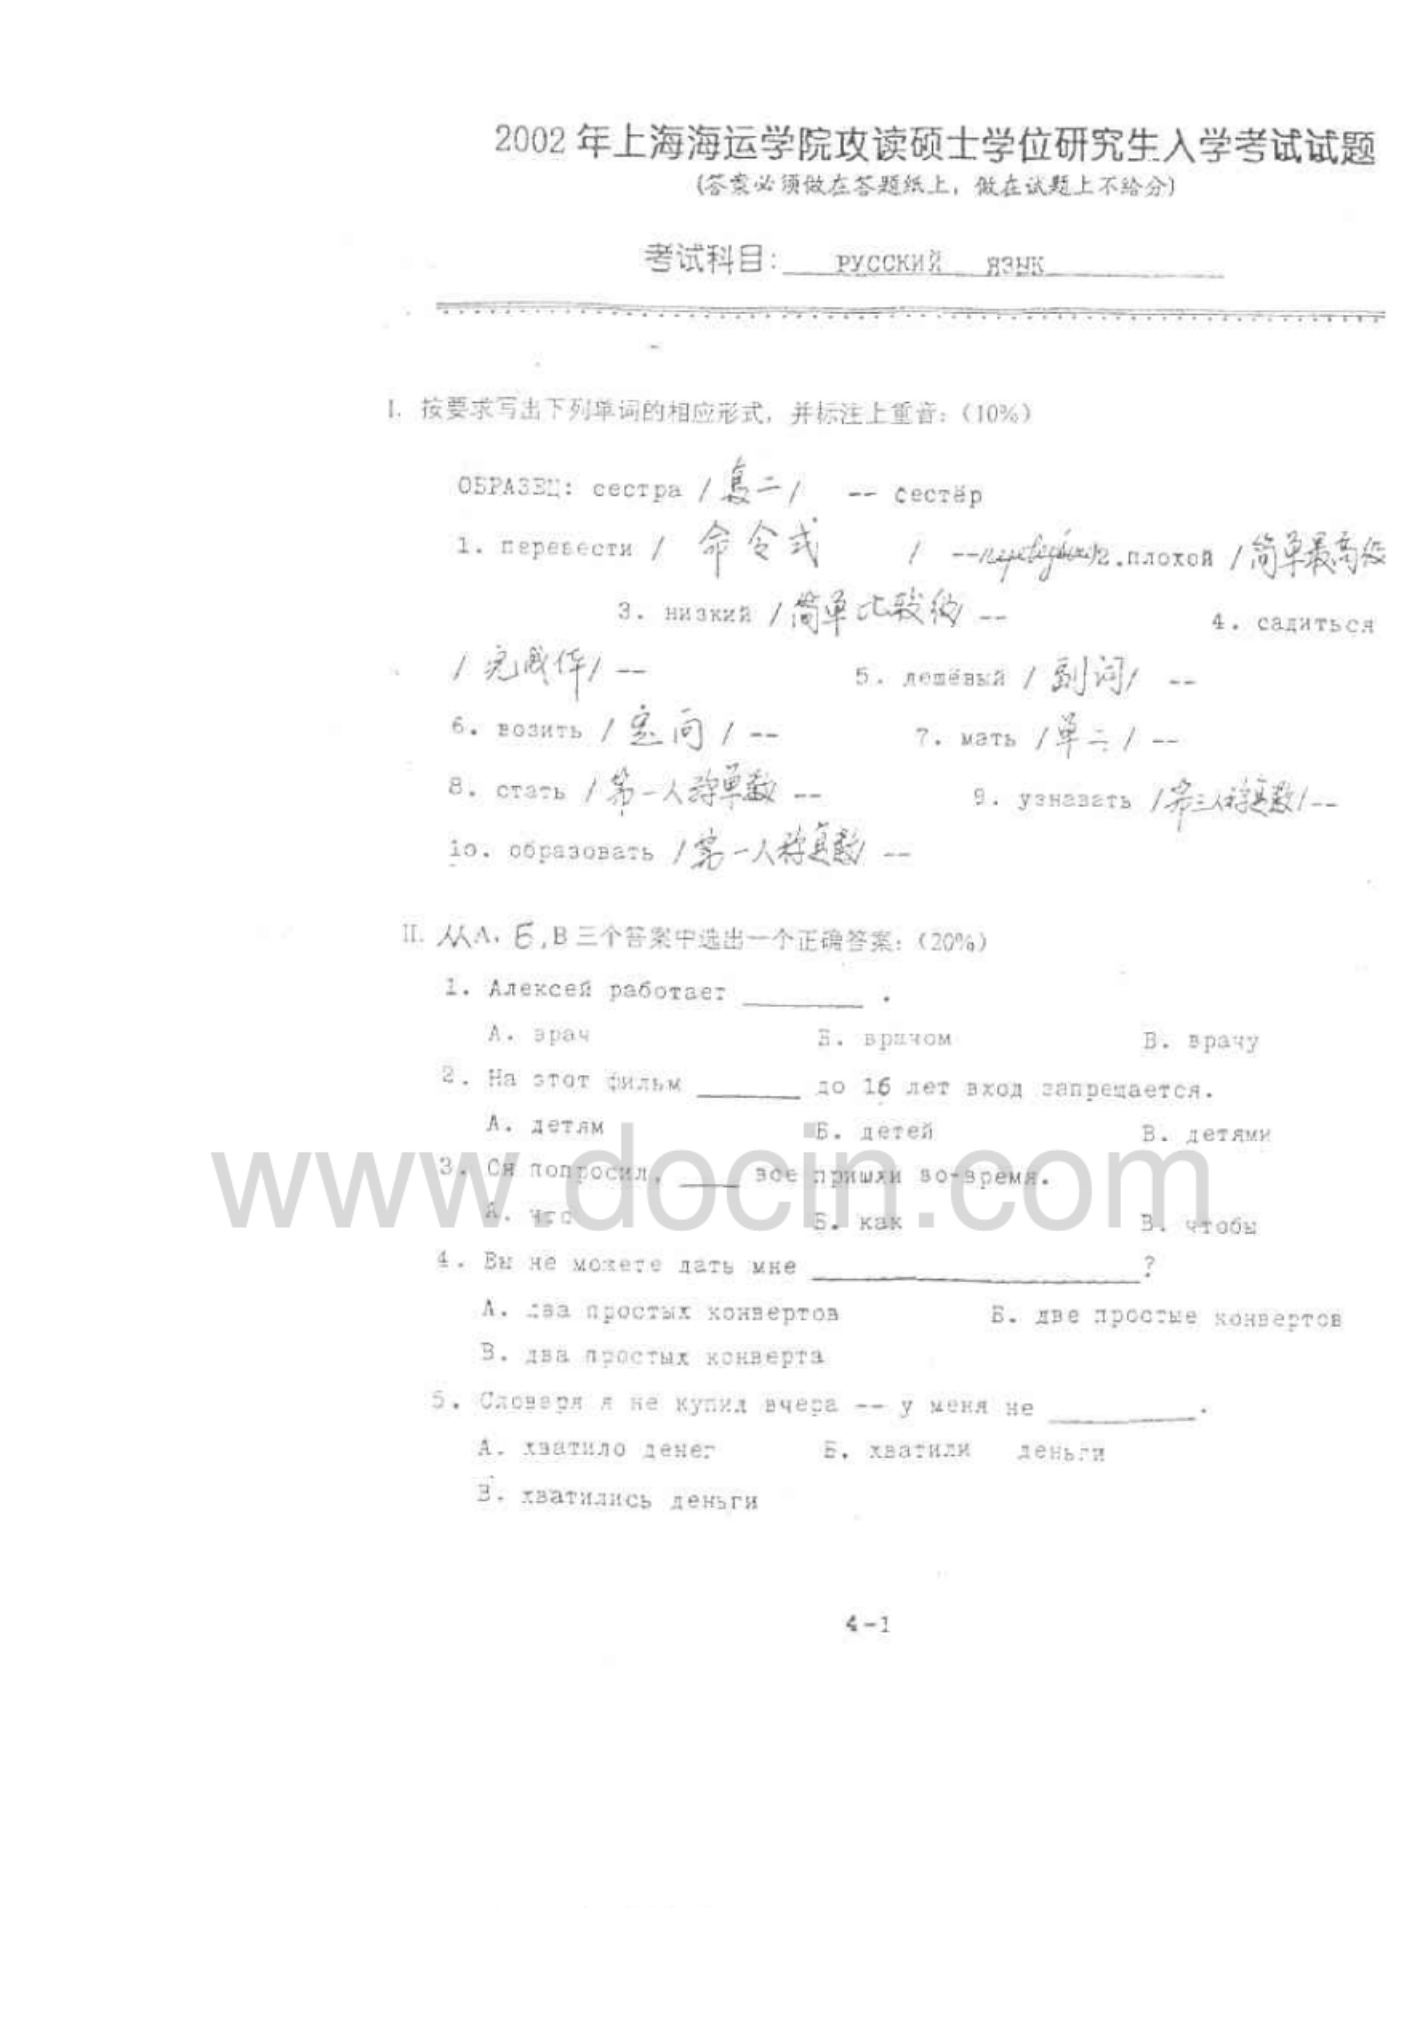 2002年上海海运学院攻读硕士学位研究生入学考试试题
(答案必须做在答题纸上，做在试题上不给分)
考试科目: РУССКИЙ ЯЗЫК
I. 按要求写出下列单词的相应形式，并标注上重音:（10%）
ОБРАЗЕЦ: сестра /复二/ -- сестёр
1. перевести / 命令式 / -- 2.плохой /简单最高级
3. низкий /简单比较级/ -- 4. садиться
/完成体/ -- 5. дешёвый /副词/ --
6. возить /定向/ -- 7. мать /单二/ --
8. стать /第一人称单数 -- 9. узнавать /第三人称复数/--
10. образовать /第一人称复数/ --
II. 从A, Б, В三个答案中选出一个正确答案:（20%）
1. Алексей работает ________ .
А. врач Б. врачом В. врачу
2. На этот фильм _______ до 16 лет вход запрещается.
А. детям Б. детей В. детями
www.docin.com
3. Он попросил, ____ все пришли во-время.
А. что Б. как В. чтобы
4. Вы не можете дать мне ______________________?
А. два простых конвертов Б. две простые конвертов
В. два простых конверта
5. Словаря я не купил вчера -- у меня не __________.
А. хватило денег Б. хватили деньги
В. хватились деньги
4-1